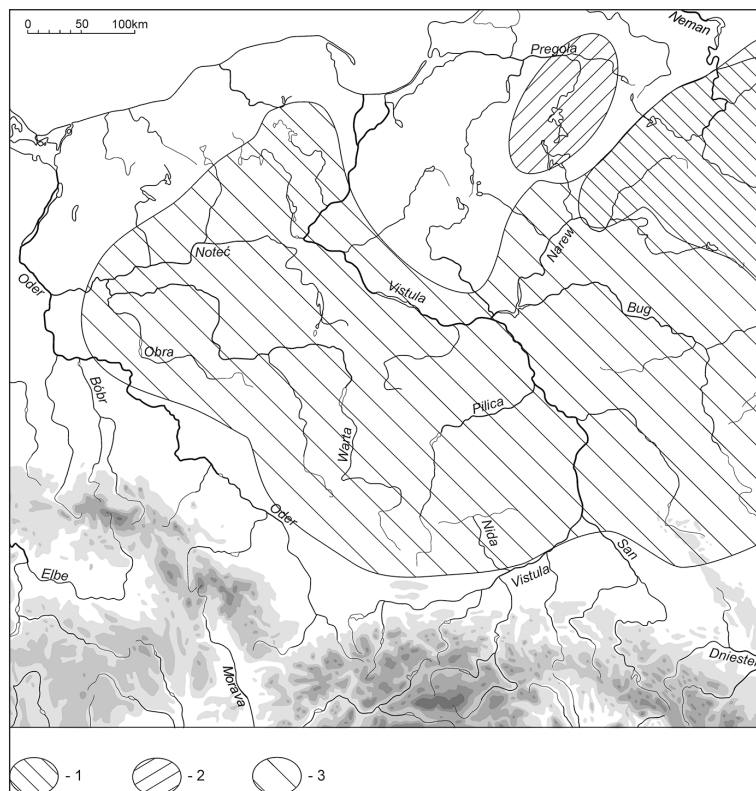 0 50 100km
Neman
Pregola
Noteć
Narew
Oder
Vistula
Bug
Obra
Bóbr
Pilica
Warta
Oder
Nida
San
Elbe
Vistula
Dniester
Morava
- 1 - 2 - 3